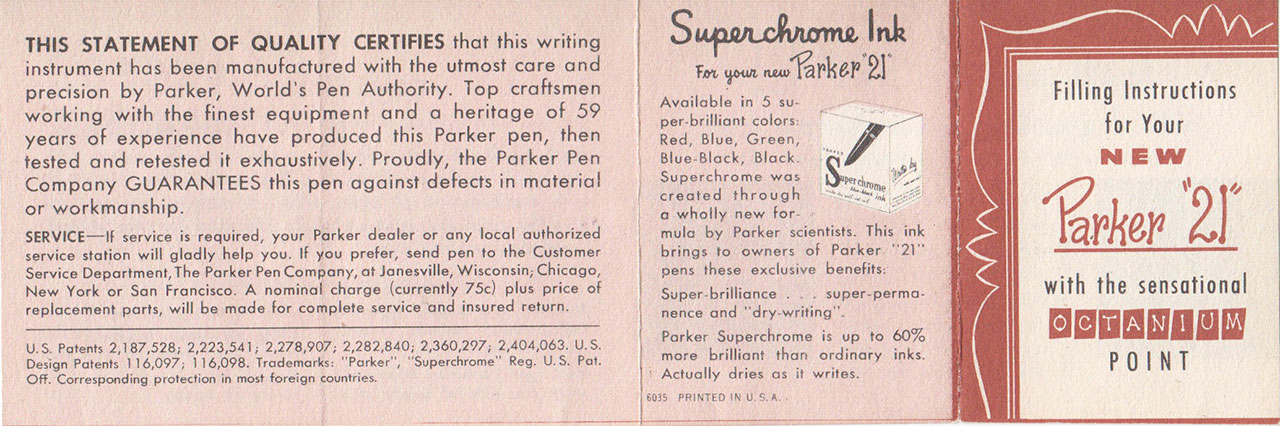 THIS STATEMENT OF QUALITY CERTIFIES that this writing
instrument has been manufactured with the utmost care and
precision by Parker, World's Pen Authority. Top craftsmen
working with the finest equipment and a heritage of 59
years of experience have produced this Parker pen, then
tested and retested it exhaustively. Proudly, the Parker Pen
Company GUARANTEES this pen against defects in material
or workmanship.
SERVICE—If service is required, your Parker dealer or any local authorized
service station will gladly help you. If you prefer, send pen to the Customer
Service Department, The Parker Pen Company, at Janesville, Wisconsin; Chicago,
New York or San Francisco. A nominal charge (currently 75c) plus price of
replacement parts, will be made for complete service and insured return.
U.S. Patents 2,187,528; 2,223,541; 2,278,907; 2,282,840; 2,360,297; 2,404,063. U.S.
Design Patents 116,097; 116,098. Trademarks: "Parker", "Superchrome" Reg. U.S. Pat.
Off. Corresponding protection in most foreign countries.
Superchrome Ink
For your new Parker "21"
Available in 5 su-
per-brilliant colors:
Red, Blue, Green,
Blue-Black, Black.
Superchrome was
created through
a wholly new for-
mula by Parker scientists. This ink
brings to owners of Parker "21"
pens these exclusive benefits:
Super-brilliance . . . super-perma-
nence and "dry-writing".
Parker Superchrome is up to 60%
more brilliant than ordinary inks.
Actually dries as it writes.
PARKER
Superchrome
blue-black ink
6035 PRINTED IN U.S.A.
Filling Instructions
for Your
NEW
Parker "21"
with the sensational
OCTANIUM
POINT